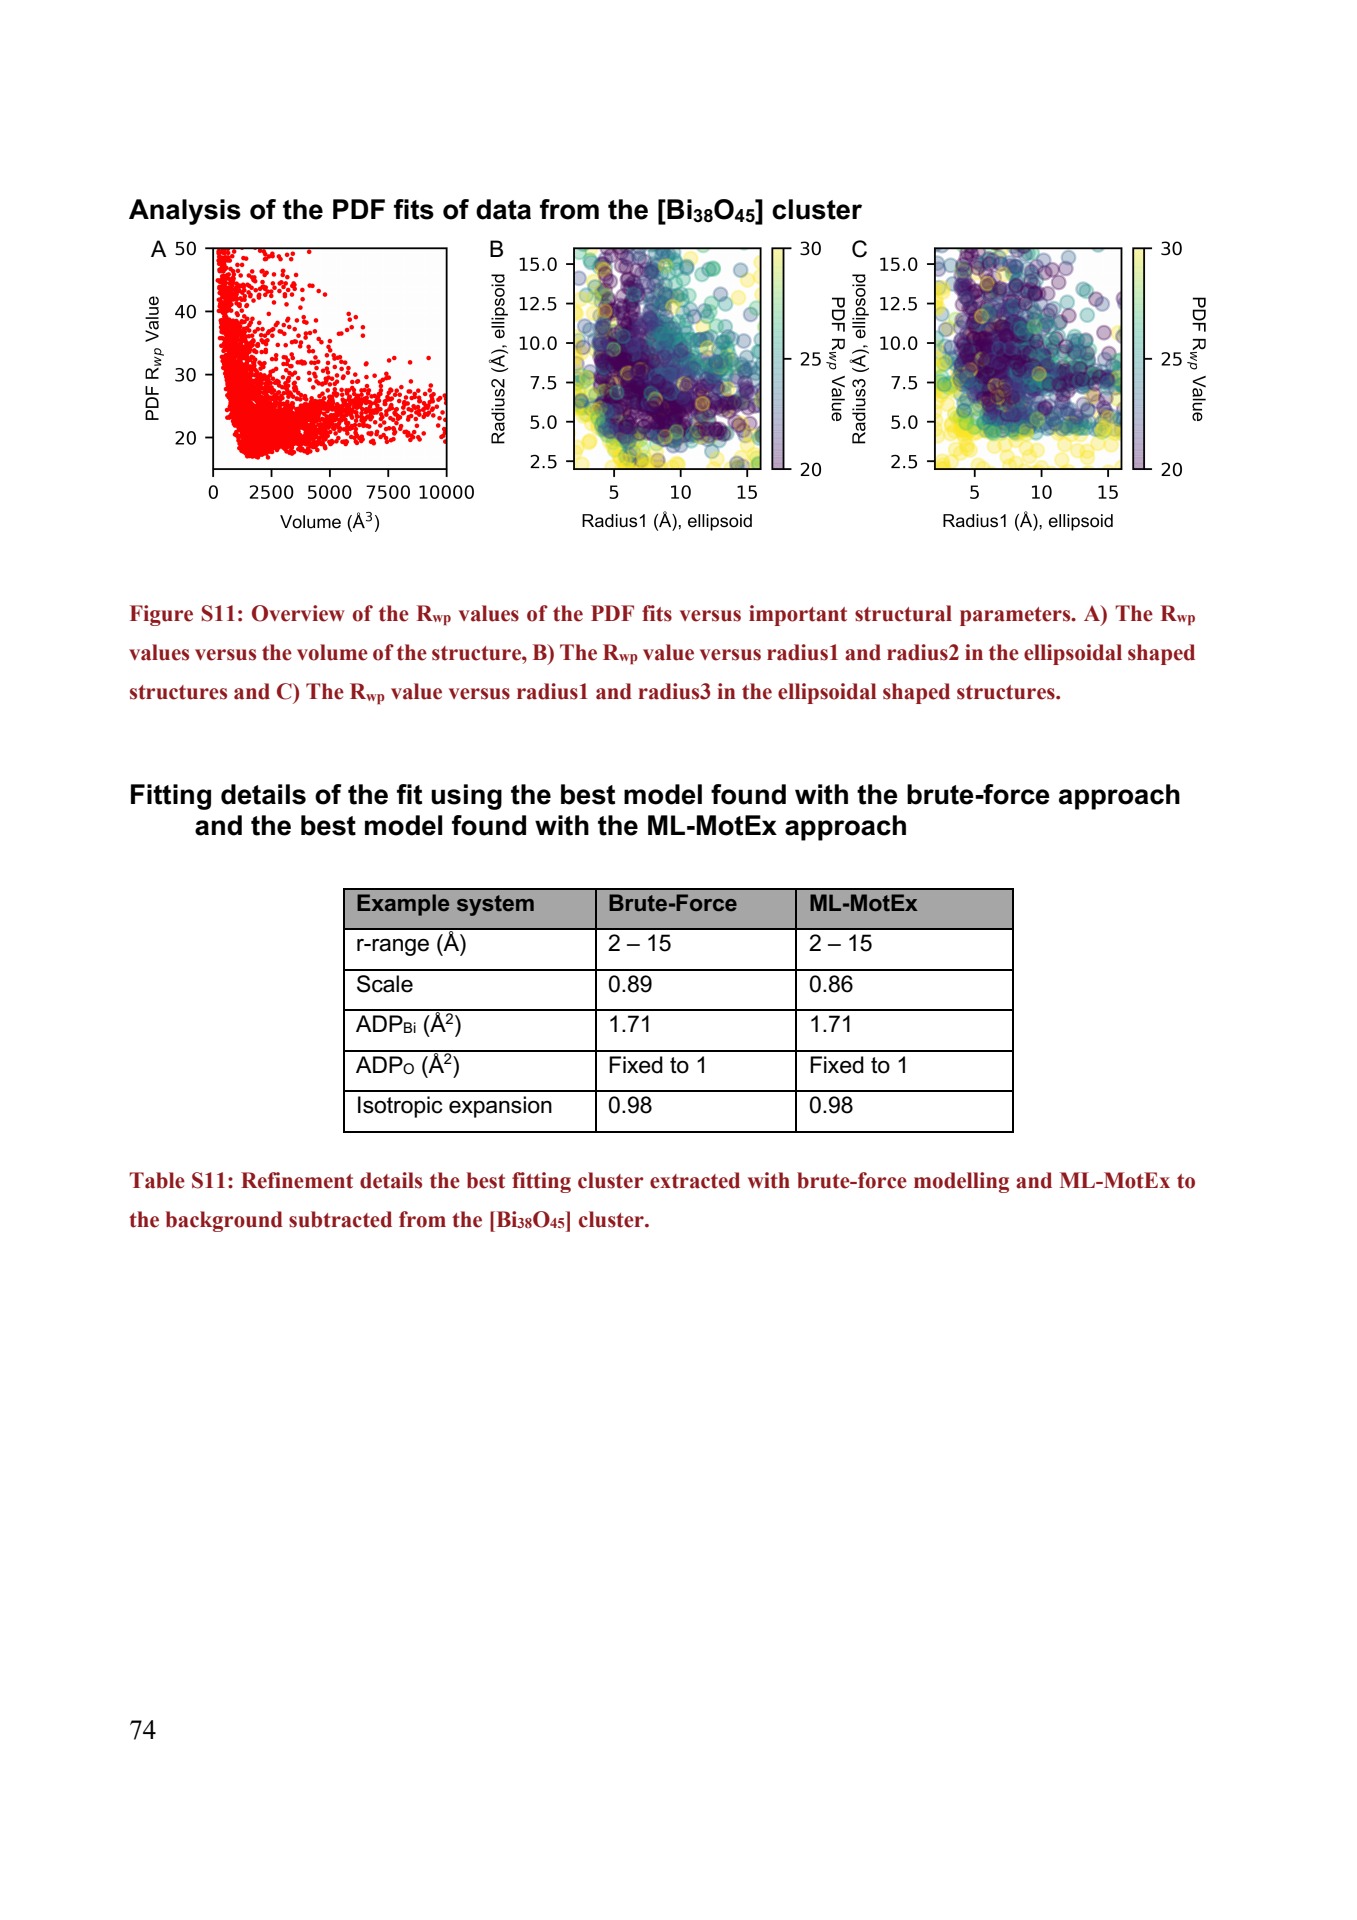 Analysis of the PDF fits of data from the [Bi₃₈O₄₅] cluster
A
50
40
30
20
PDF Rwp Value
0 2500 5000 7500 10000
Volume (Å³)
B
15.0
12.5
10.0
7.5
5.0
2.5
Radius2 (Å), ellipsoid
5 10 15
Radius1 (Å), ellipsoid
30
25
20
PDF Rwp Value
C
15.0
12.5
10.0
7.5
5.0
2.5
Radius3 (Å), ellipsoid
5 10 15
Radius1 (Å), ellipsoid
30
25
20
PDF Rwp Value
Figure S11: Overview of the Rwp values of the PDF fits versus important structural parameters. A) The Rwp
values versus the volume of the structure, B) The Rwp value versus radius1 and radius2 in the ellipsoidal shaped
structures and C) The Rwp value versus radius1 and radius3 in the ellipsoidal shaped structures.
Fitting details of the fit using the best model found with the brute-force approach
and the best model found with the ML-MotEx approach
Example system Brute-Force ML-MotEx
r-range (Å) 2 – 15 2 – 15
Scale 0.89 0.86
ADPBi (Å²) 1.71 1.71
ADPO (Å²) Fixed to 1 Fixed to 1
Isotropic expansion 0.98 0.98
Table S11: Refinement details the best fitting cluster extracted with brute-force modelling and ML-MotEx to
the background subtracted from the [Bi₃₈O₄₅] cluster.
74